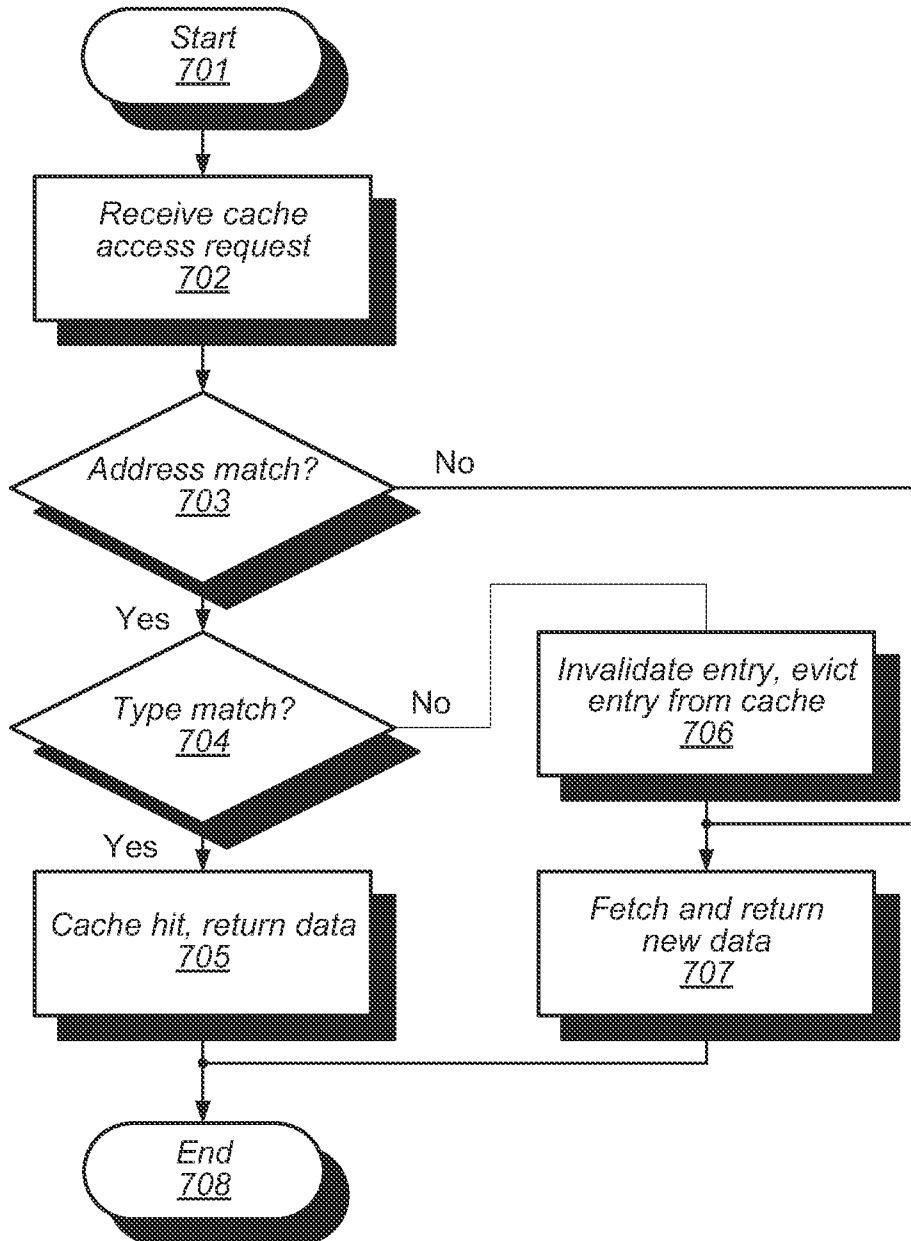 Start
701
Receive cache
access request
702
Address match?
703
No
Yes
Type match?
704
No
Invalidate entry, evict
entry from cache
706
Yes
Cache hit, return data
705
Fetch and return
new data
707
End
708